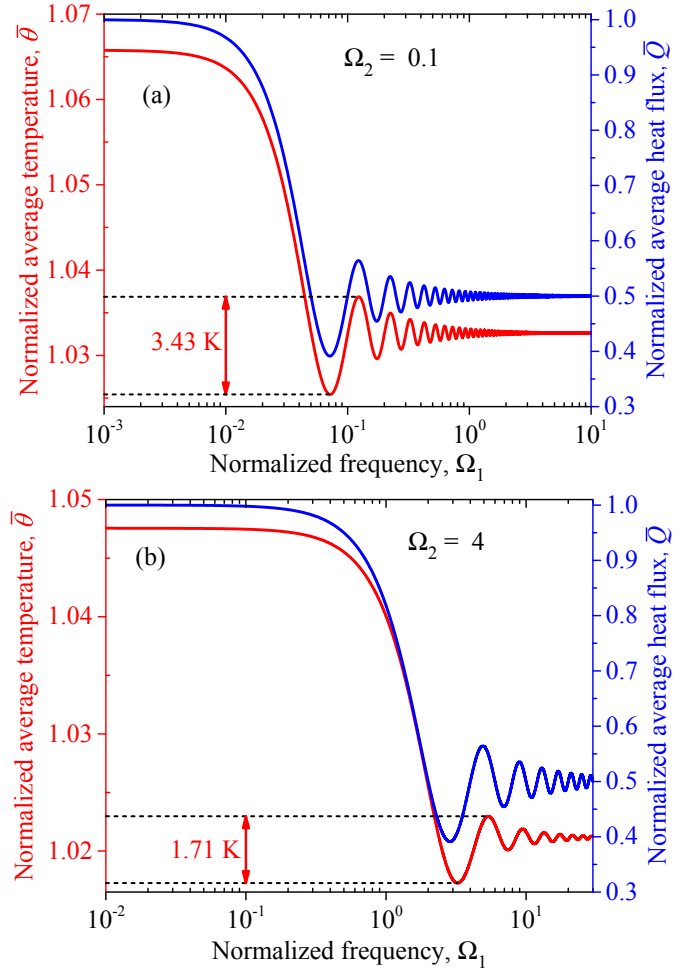 Normalized average temperature, θ̅
1.07
1.06
1.05
1.04
1.03
(a)
Ω₂ = 0.1
3.43 K
1.0
0.9
0.8
0.7
0.6
0.5
0.4
0.3
Normalized average heat flux, Q̅
10⁻³ 10⁻² 10⁻¹ 10⁰ 10¹
Normalized frequency, Ω₁
Normalized average temperature, θ̅
1.05
1.04
1.03
1.02
(b)
Ω₂ = 4
1.71 K
1.0
0.9
0.8
0.7
0.6
0.5
0.4
0.3
Normalized average heat flux, Q̅
10⁻² 10⁻¹ 10⁰ 10¹
Normalized frequency, Ω₁